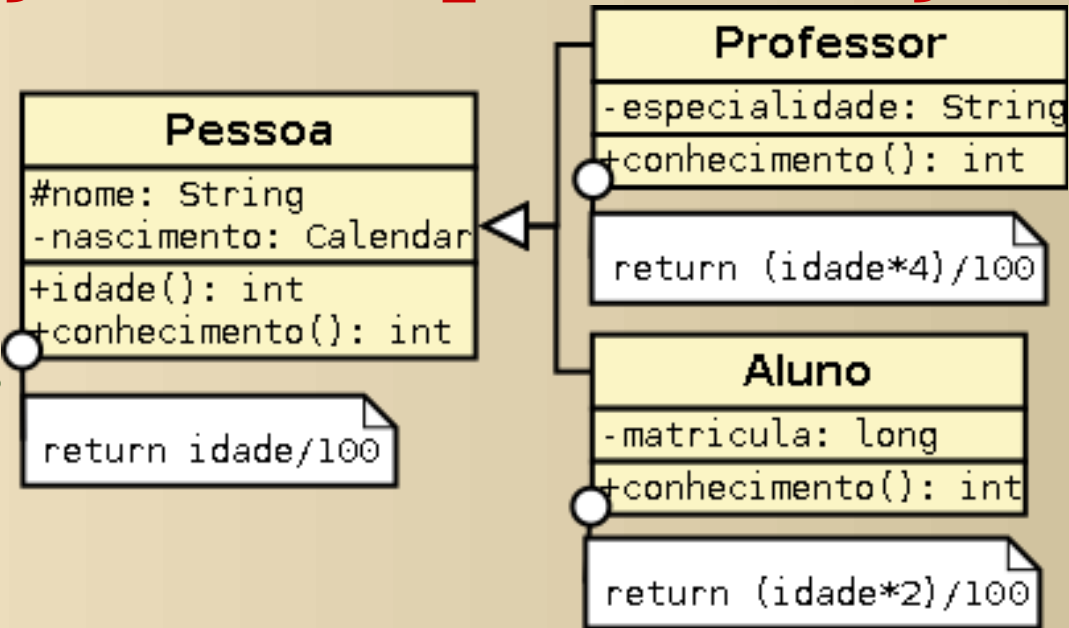 Pessoa
#nome: String
-nascimento: Calendar
+idade(): int
+conhecimento(): int
return idade/100
Professor
-especialidade: String
+conhecimento(): int
return (idade*4)/100
Aluno
-matricula: long
+conhecimento(): int
return (idade*2)/100